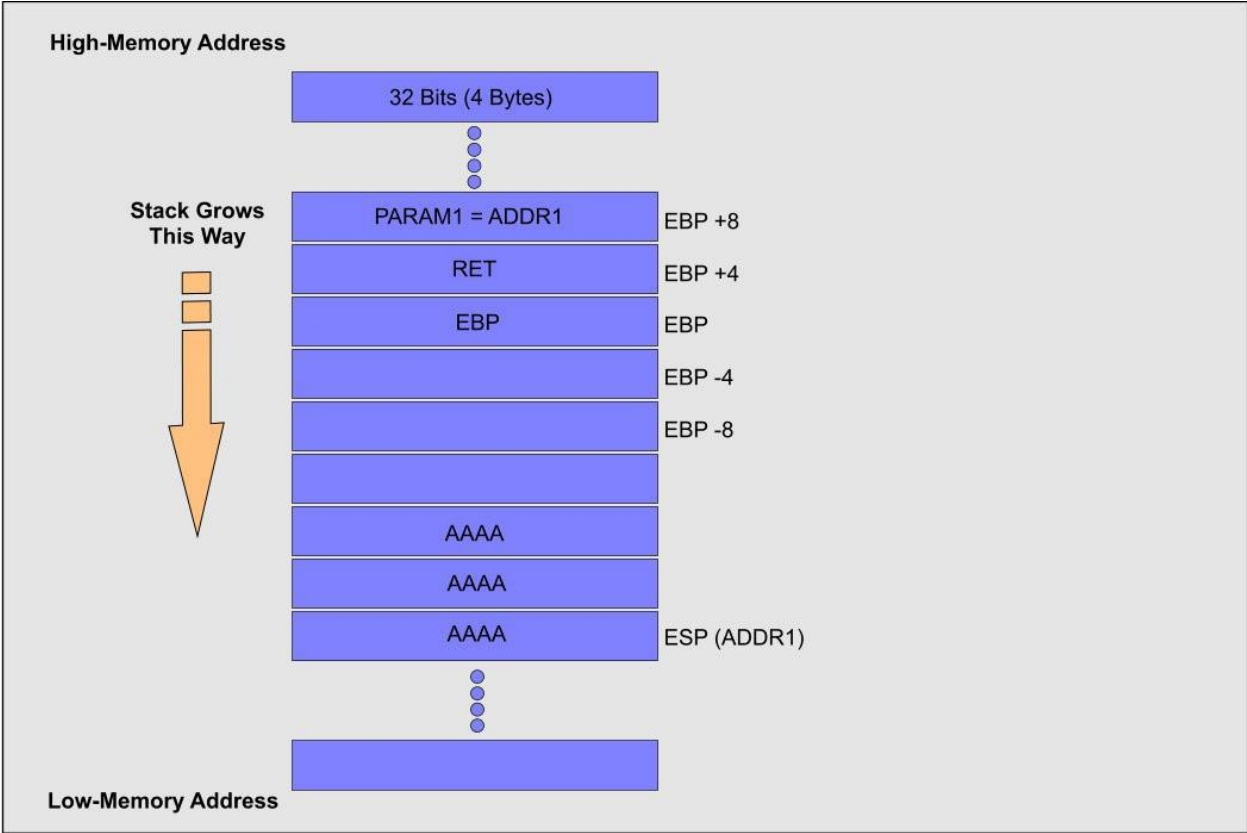 High-Memory Address
32 Bits (4 Bytes)
Stack Grows
This Way
PARAM1 = ADDR1
EBP +8
RET
EBP +4
EBP
EBP
EBP -4
EBP -8
AAAA
AAAA
AAAA
ESP (ADDR1)
Low-Memory Address